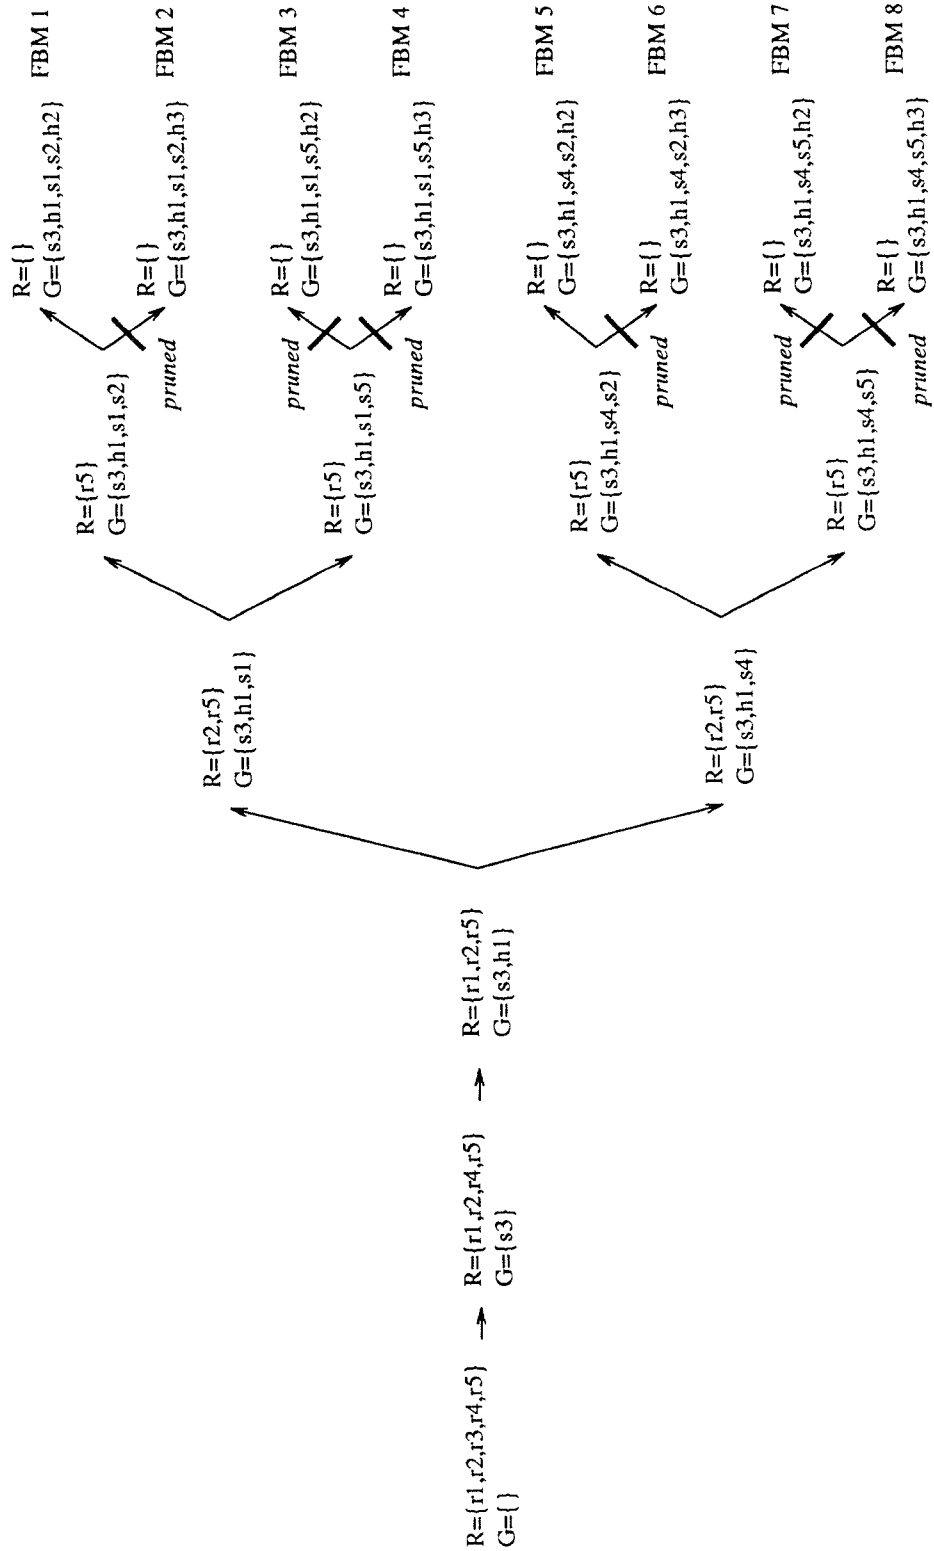 R={r1,r2,r3,r4,r5}
G={}
R={r1,r2,r4,r5}
G={s3}
R={r1,r2,r5}
G={s3,h1}
R={r2,r5}
G={s3,h1,s1}
R={r2,r5}
G={s3,h1,s4}
R={r5}
G={s3,h1,s1,s2}
R={r5}
G={s3,h1,s1,s5}
R={r5}
G={s3,h1,s4,s2}
R={r5}
G={s3,h1,s4,s5}
pruned
pruned
pruned
pruned
pruned
pruned
R={}
G={s3,h1,s1,s2,h2}
FBM 1
R={}
G={s3,h1,s1,s2,h3}
FBM 2
R={}
G={s3,h1,s1,s5,h2}
FBM 3
R={}
G={s3,h1,s1,s5,h3}
FBM 4
R={}
G={s3,h1,s4,s2,h2}
FBM 5
R={}
G={s3,h1,s4,s2,h3}
FBM 6
R={}
G={s3,h1,s4,s5,h2}
FBM 7
R={}
G={s3,h1,s4,s5,h3}
FBM 8